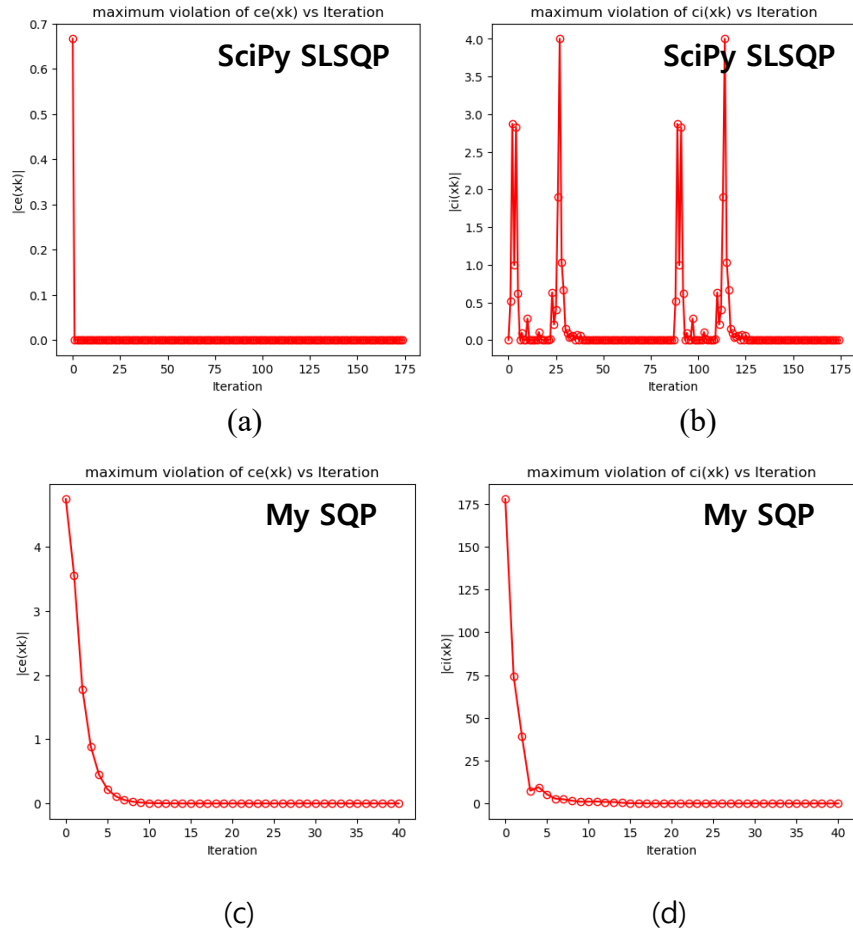 maximum violation of ce(xk) vs Iteration
SciPy SLSQP
|ce(xk)|
0.7
0.6
0.5
0.4
0.3
0.2
0.1
0.0
0 25 50 75 100 125 150 175
Iteration
(a)
maximum violation of ci(xk) vs Iteration
SciPy SLSQP
|ci(xk)|
4.0
3.5
3.0
2.5
2.0
1.5
1.0
0.5
0.0
0 25 50 75 100 125 150 175
Iteration
(b)
maximum violation of ce(xk) vs Iteration
My SQP
|ce(xk)|
4
3
2
1
0
0 5 10 15 20 25 30 35 40
Iteration
(c)
maximum violation of ci(xk) vs Iteration
My SQP
|ci(xk)|
175
150
125
100
75
50
25
0
0 5 10 15 20 25 30 35 40
Iteration
(d)